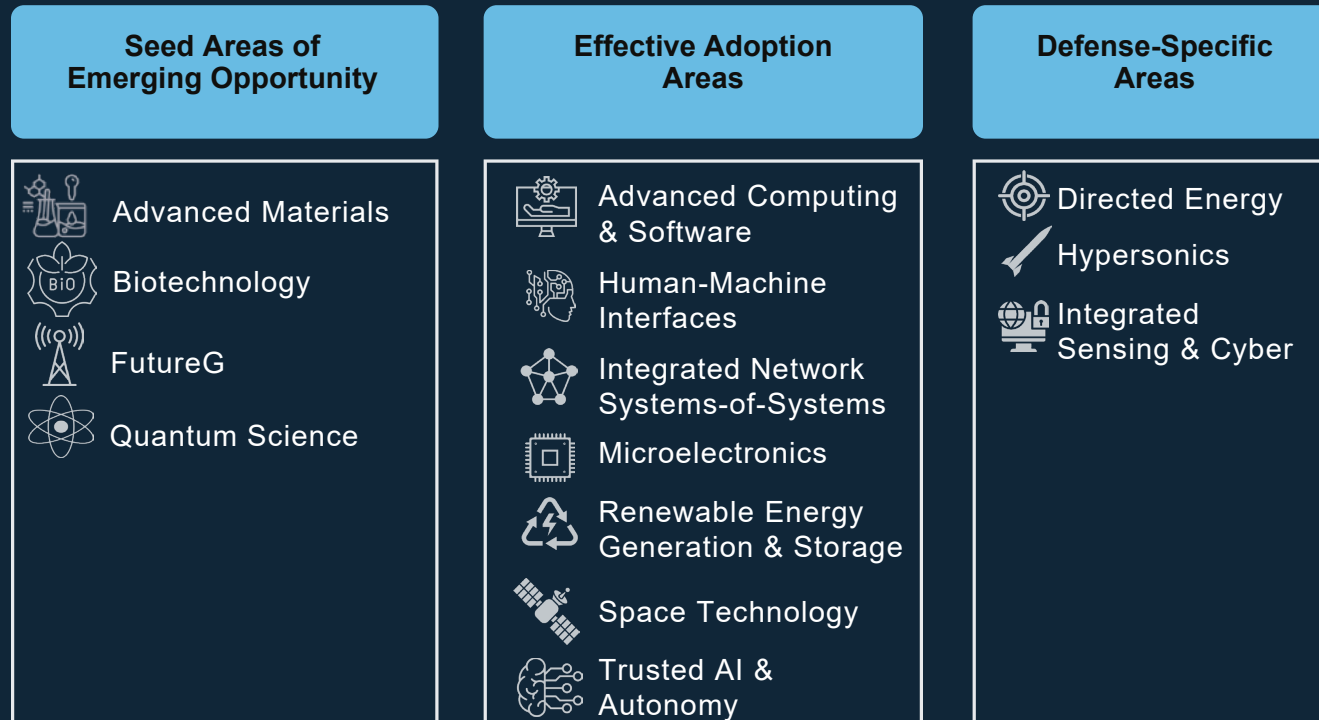 Seed Areas of
Emerging Opportunity
Advanced Materials
BiO
Biotechnology
FutureG
Quantum Science
Effective Adoption
Areas
Advanced Computing
& Software
Human-Machine
Interfaces
Integrated Network
Systems-of-Systems
Microelectronics
Renewable Energy
Generation & Storage
Space Technology
Trusted AI &
Autonomy
Defense-Specific
Areas
Directed Energy
Hypersonics
Integrated
Sensing & Cyber